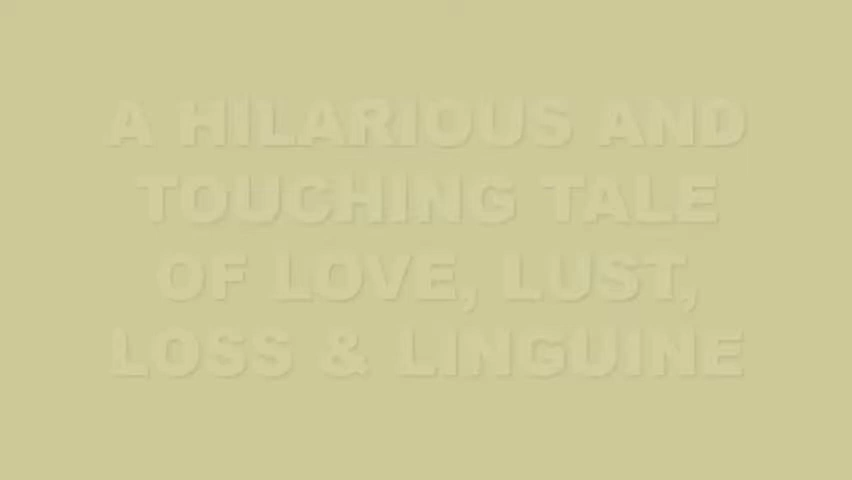 A HILARIOUS AND
TOUCHING TALE
OF LOVE, LUST,
LOSS & LINGUINE